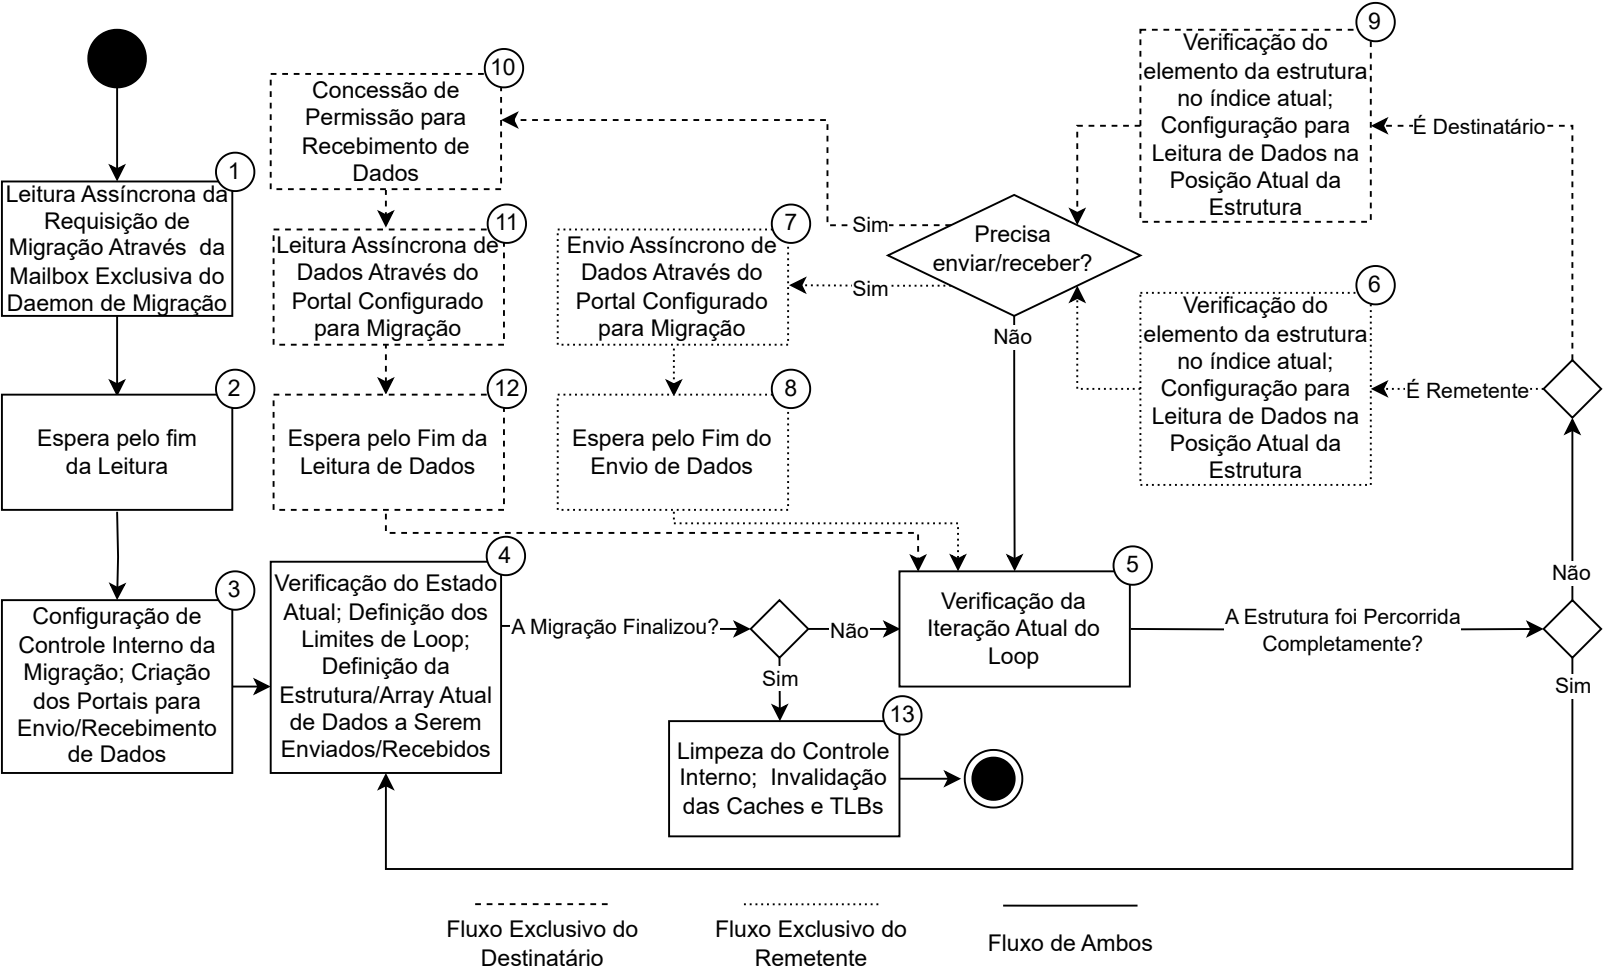 1
Leitura Assíncrona da
Requisição de
Migração Através da
Mailbox Exclusiva do
Daemon de Migração
2
Espera pelo fim
da Leitura
3
Configuração de
Controle Interno da
Migração; Criação
dos Portais para
Envio/Recebimento
de Dados
10
Concessão de
Permissão para
Recebimento de
Dados
11
Leitura Assíncrona de
Dados Através do
Portal Configurado
para Migração
12
Espera pelo Fim da
Leitura de Dados
7
Envio Assíncrono de
Dados Através do
Portal Configurado
para Migração
8
Espera pelo Fim do
Envio de Dados
4
Verificação do Estado
Atual; Definição dos
Limites de Loop;
Definição da
Estrutura/Array Atual
de Dados a Serem
Enviados/Recebidos
A Migração Finalizou?
Não
Sim
13
Limpeza do Controle
Interno; Invalidação
das Caches e TLBs
5
Verificação da
Iteração Atual do
Loop
A Estrutura foi Percorrida
Completamente?
Não
Sim
9
Verificação do
elemento da estrutura
no índice atual;
Configuração para
Leitura de Dados na
Posição Atual da
Estrutura
É Destinatário
6
Verificação do
elemento da estrutura
no índice atual;
Configuração para
Leitura de Dados na
Posição Atual da
Estrutura
É Remetente
Precisa
enviar/receber?
Sim
Sim
Não
Fluxo Exclusivo do
Destinatário
Fluxo Exclusivo do
Remetente
Fluxo de Ambos